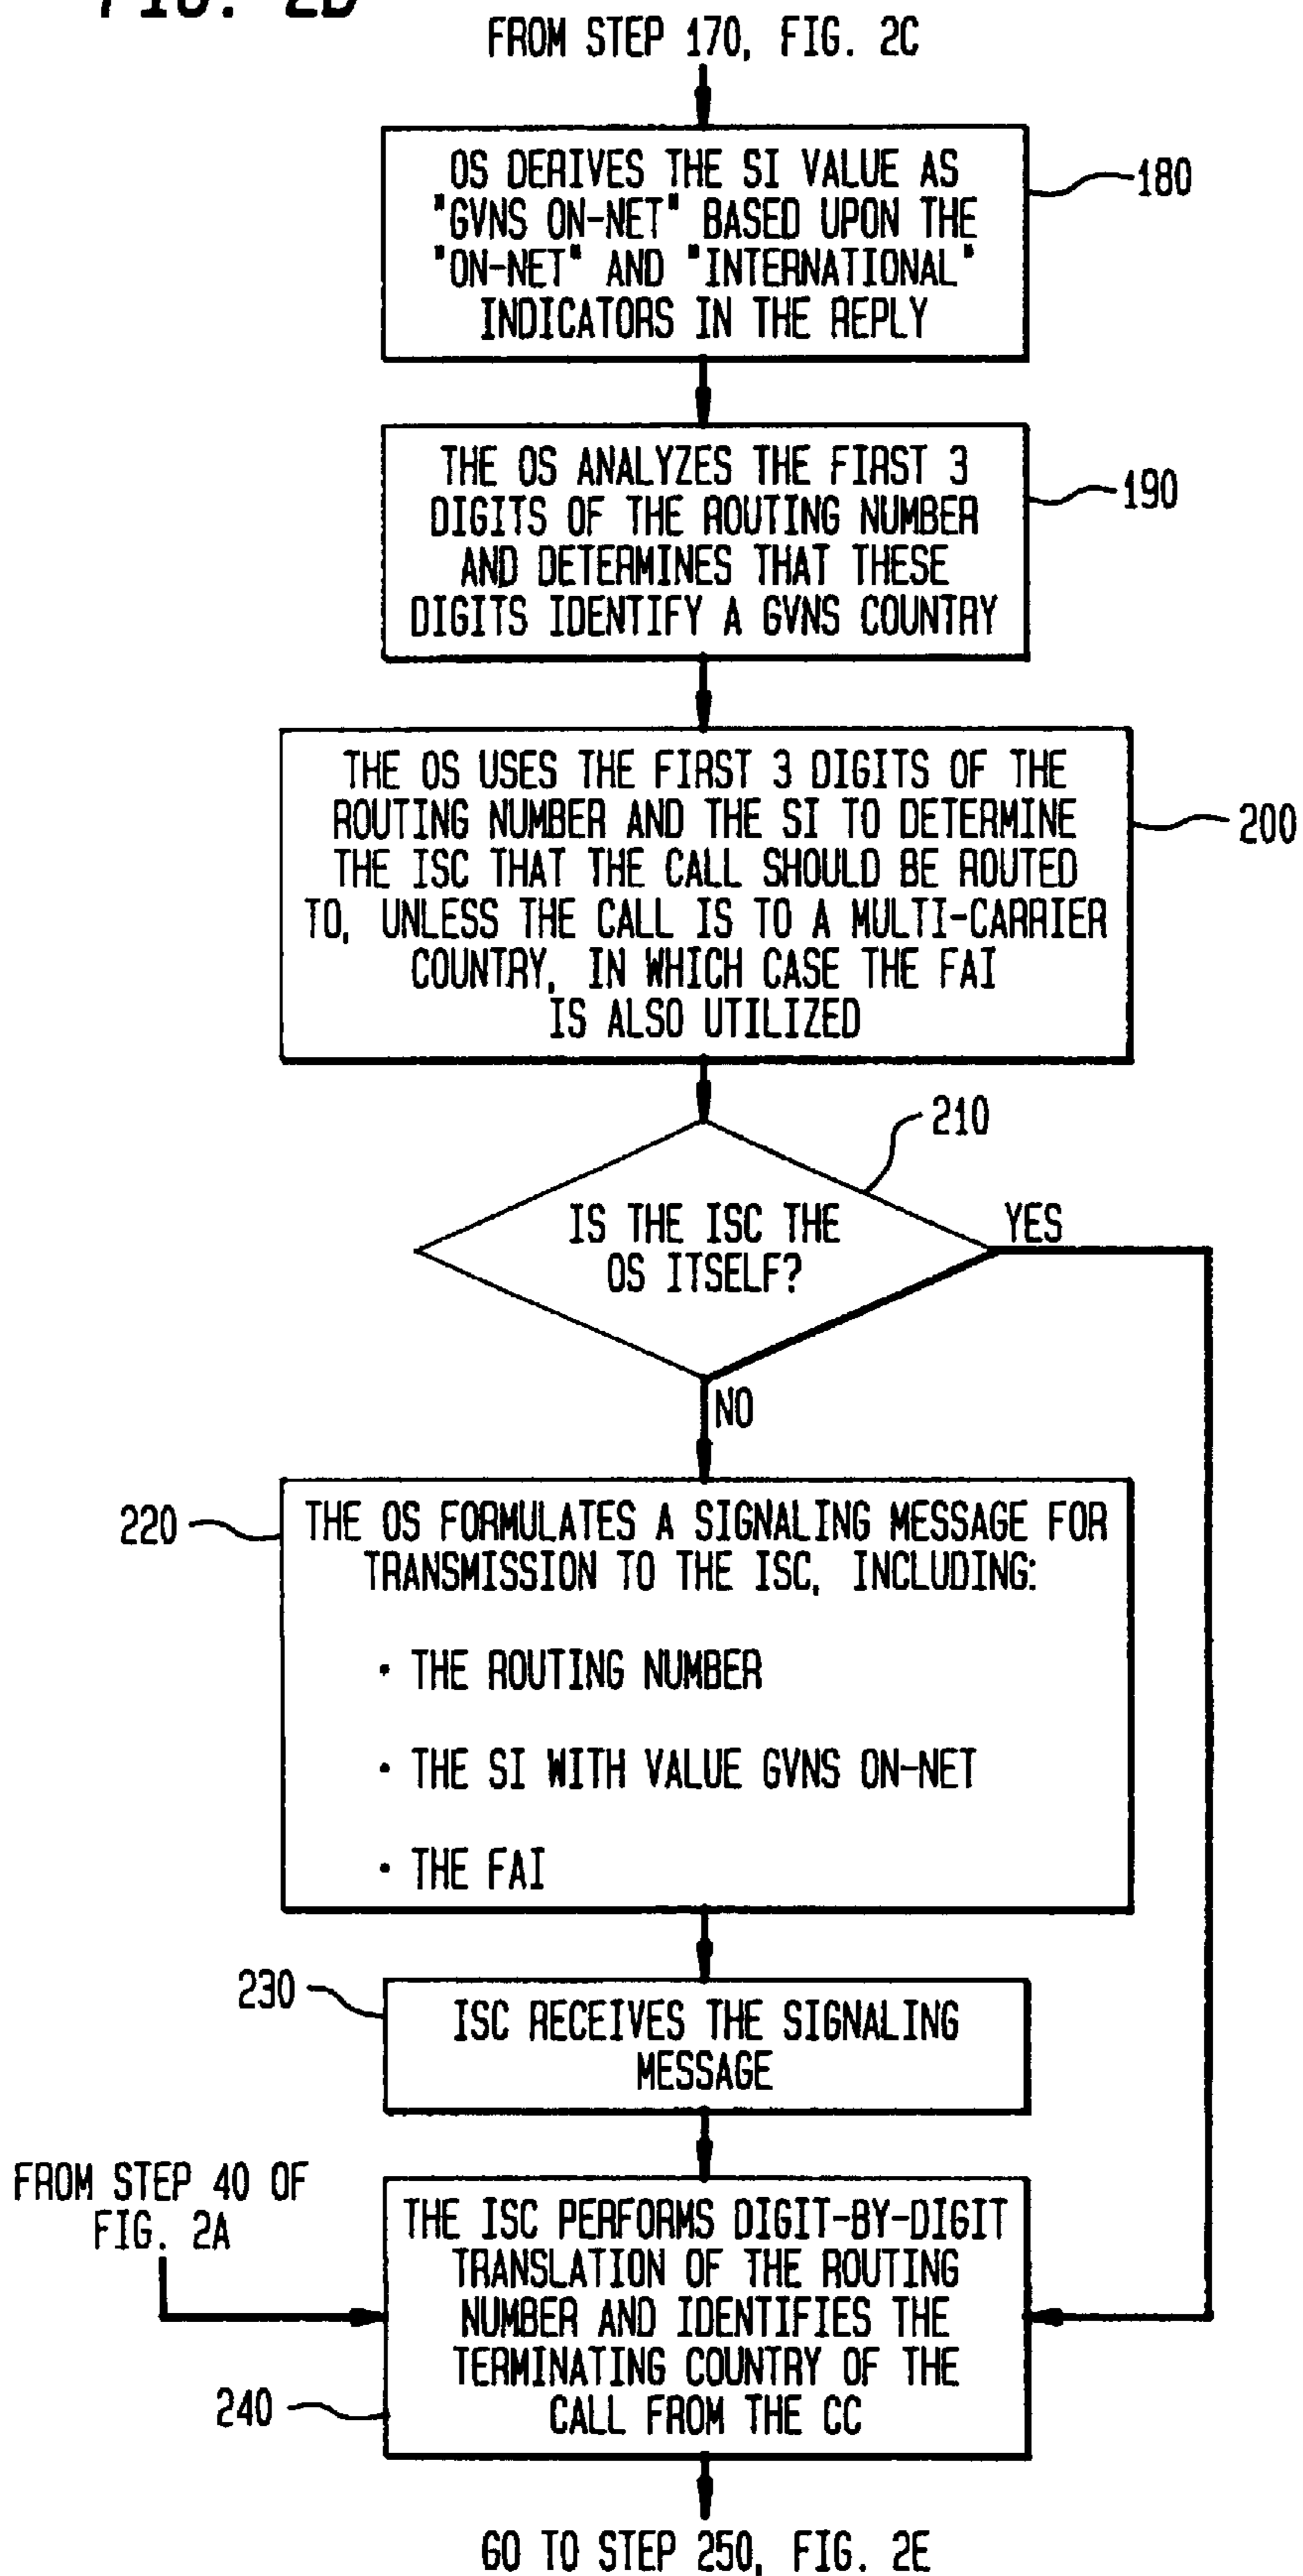 FROM STEP 170, FIG. 2C
OS DERIVES THE SI VALUE AS
"GVNS ON-NET" BASED UPON THE
"ON-NET" AND "INTERNATIONAL"
INDICATORS IN THE REPLY
180
THE OS ANALYZES THE FIRST 3
DIGITS OF THE ROUTING NUMBER
AND DETERMINES THAT THESE
DIGITS IDENTIFY A GVNS COUNTRY
190
THE OS USES THE FIRST 3 DIGITS OF THE
ROUTING NUMBER AND THE SI TO DETERMINE
THE ISC THAT THE CALL SHOULD BE ROUTED
TO, UNLESS THE CALL IS TO A MULTI-CARRIER
COUNTRY, IN WHICH CASE THE FAI
IS ALSO UTILIZED
200
210
IS THE ISC THE
OS ITSELF?
YES
NO
220
THE OS FORMULATES A SIGNALING MESSAGE FOR
TRANSMISSION TO THE ISC, INCLUDING:
• THE ROUTING NUMBER
• THE SI WITH VALUE GVNS ON-NET
• THE FAI
230
ISC RECEIVES THE SIGNALING
MESSAGE
FROM STEP 40 OF
FIG. 2A
THE ISC PERFORMS DIGIT-BY-DIGIT
TRANSLATION OF THE ROUTING
NUMBER AND IDENTIFIES THE
TERMINATING COUNTRY OF THE
CALL FROM THE CC
240
GO TO STEP 250, FIG. 2E